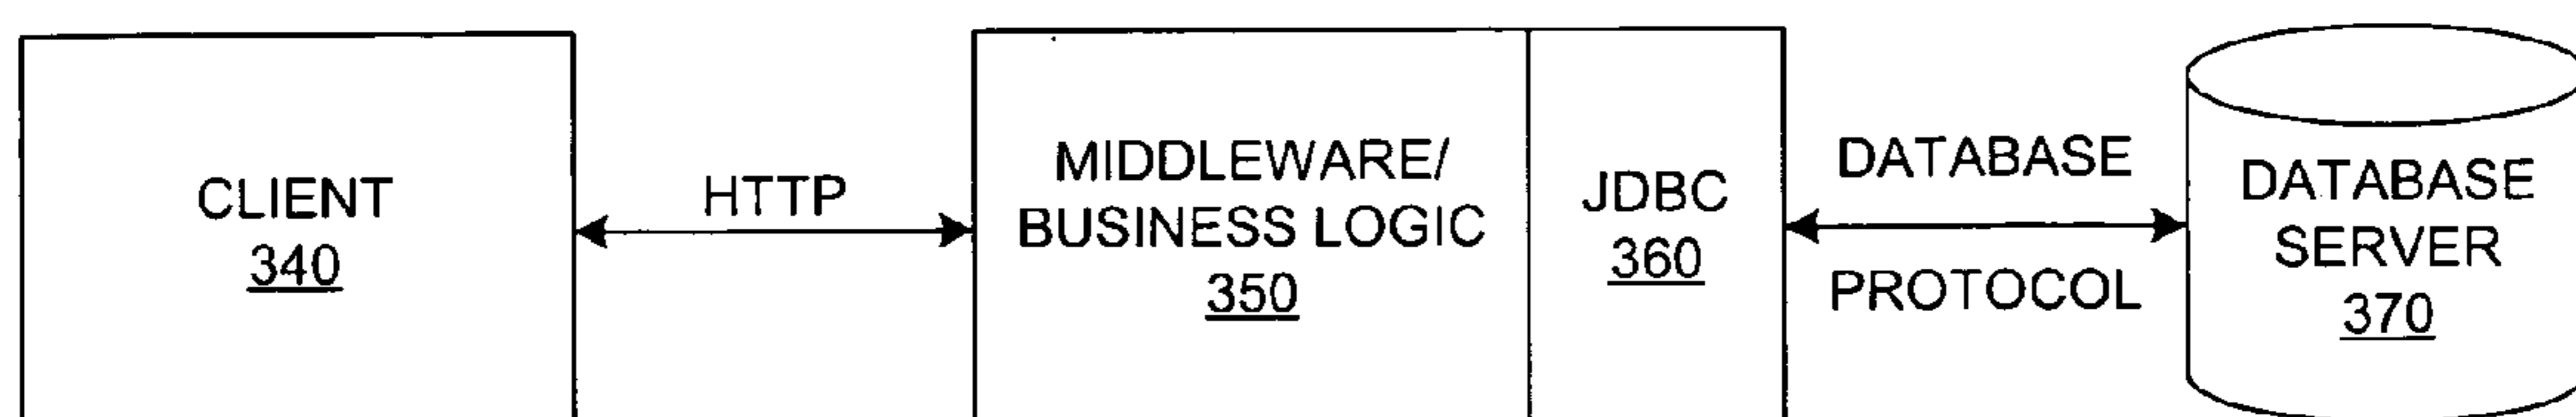 CLIENT
340
HTTP
MIDDLEWARE/
BUSINESS LOGIC
350
JDBC
360
DATABASE
PROTOCOL
DATABASE
SERVER
370